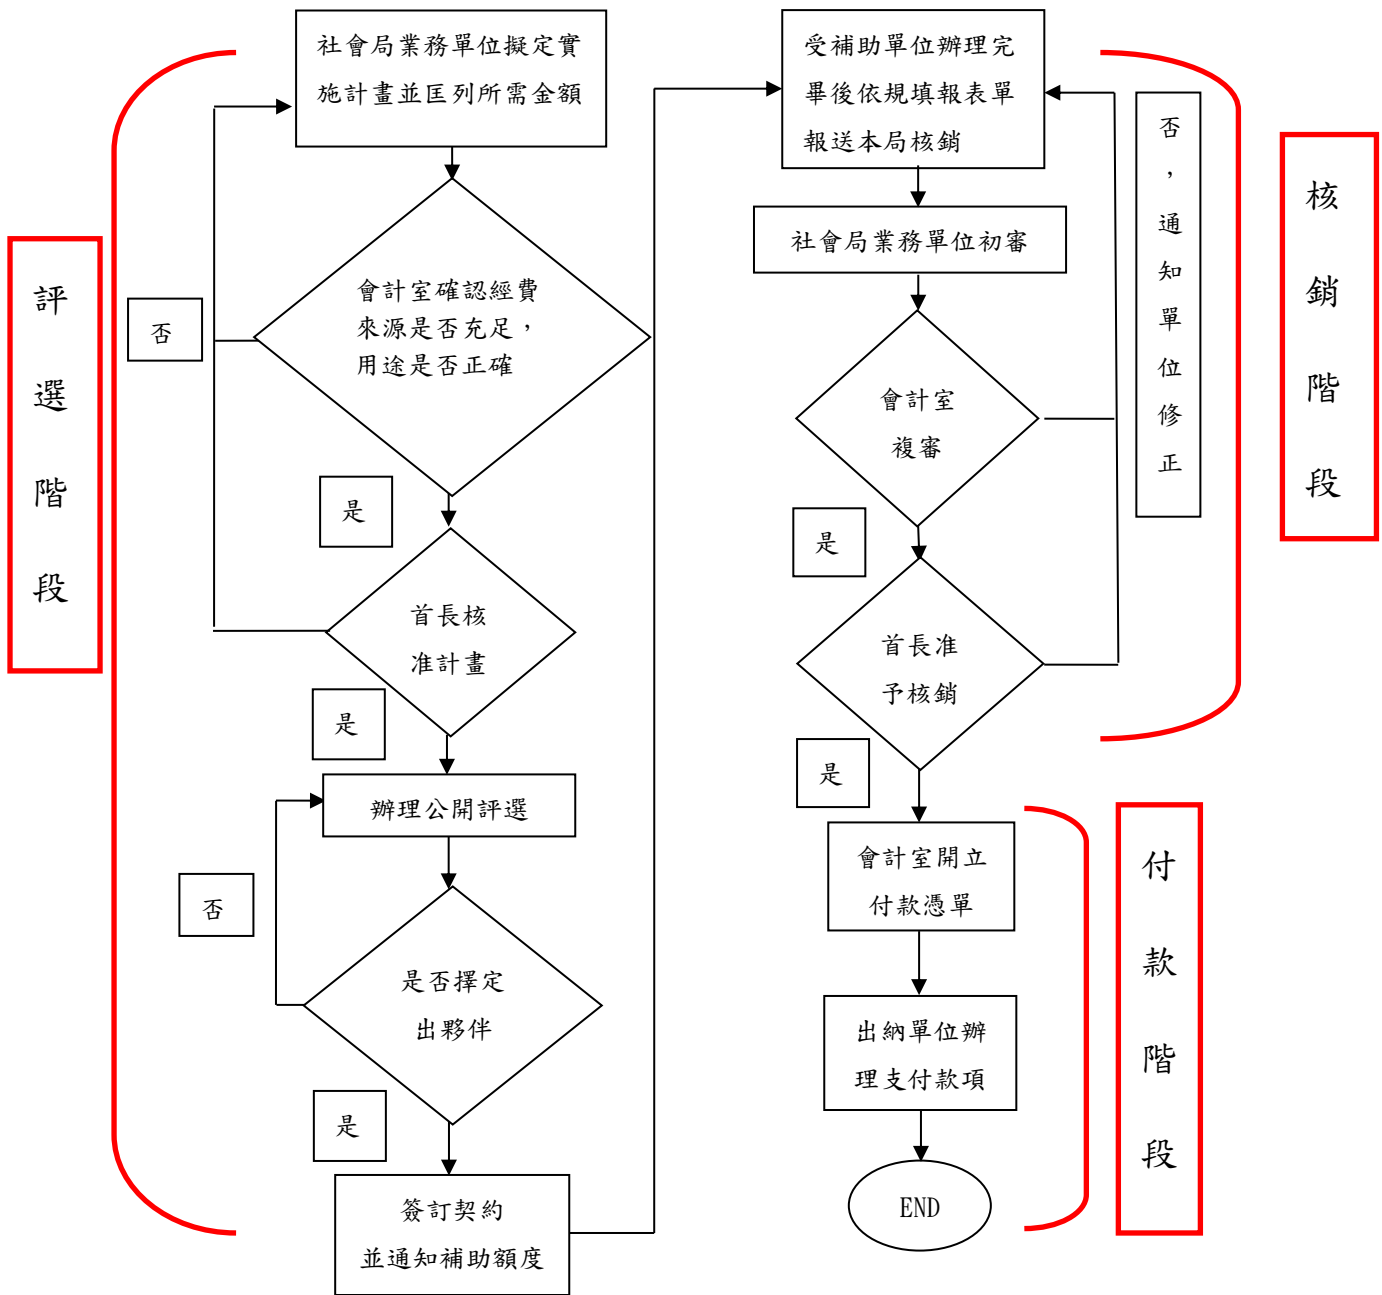 評選階段
社會局業務單位擬定實
施計畫並匡列所需金額
會計室確認經費
來源是否充足，
用途是否正確
否
是
首長核
准計畫
是
辦理公開評選
否
是否擇定
出夥伴
是
簽訂契約
並通知補助額度
受補助單位辦理完
畢後依規填報表單
報送本局核銷
社會局業務單位初審
會計室
複審
否，通知單位修正
是
首長准
予核銷
是
核銷階段
會計室開立
付款憑單
出納單位辦
理支付款項
END
付款階段